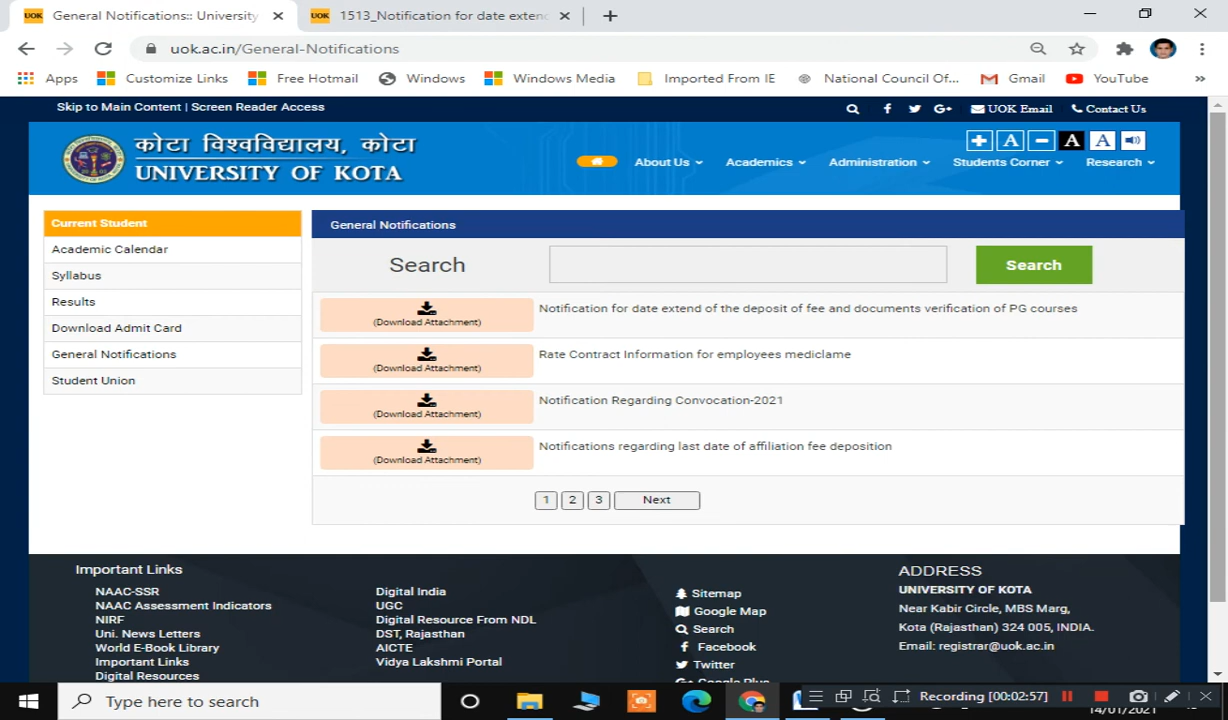 General Notifications:: University
1513_Notification for date exten
uok.ac.in/General-Notifications
Apps
Customize Links
Free Hotmail
Windows
Windows Media
Imported From IE
National Council Of...
Gmail
YouTube
Skip to Main Content | Screen Reader Access
UOK Email
Contact Us
A
A
A
कोटा विश्वविद्यालय, कोटा
UNIVERSITY OF KOTA
About Us
Academics
Administration
Students Corner
Research
Current Student
Academic Calendar
Syllabus
Results
Download Admit Card
General Notifications
Student Union
General Notifications
Search
Search
(Download Attachment)
Notification for date extend of the deposit of fee and documents verification of PG courses
(Download Attachment)
Rate Contract Information for employees mediclame
(Download Attachment)
Notification Regarding Convocation-2021
(Download Attachment)
Notifications regarding last date of affiliation fee deposition
1 2 3 Next
Important Links
NAAC-SSR
NAAC Assessment Indicators
NIRF
Uni. News Letters
World E-Book Library
Important Links
Digital Resources
Digital India
UGC
Digital Resource From NDL
DST, Rajasthan
AICTE
Vidya Lakshmi Portal
Sitemap
Google Map
Search
Facebook
Twitter
Google Plus
ADDRESS
UNIVERSITY OF KOTA
Near Kabir Circle, MBS Marg,
Kota (Rajasthan) 324 005, INDIA.
Email: registrar@uok.ac.in
Type here to search
Recording [00:02:57]
14/01/2021